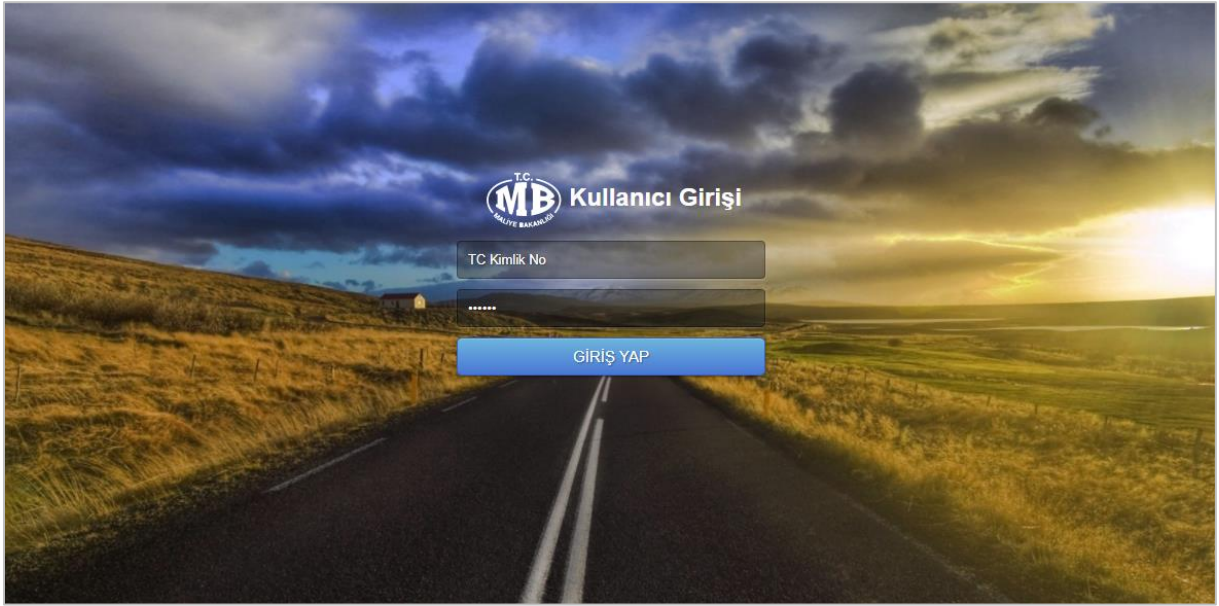 T.C.
MB
MALİYE BAKANLIĞI
Kullanıcı Girişi
TC Kimlik No
••••••
GİRİŞ YAP